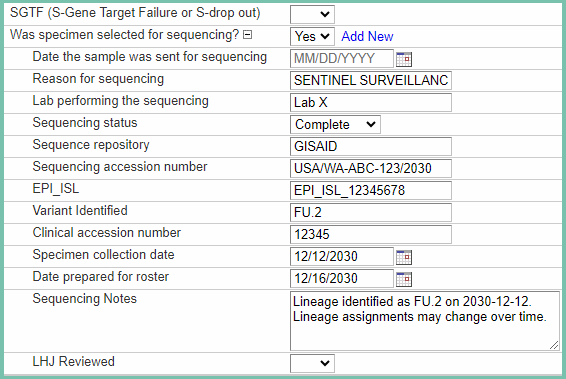 SGTF (S-Gene Target Failure or S-drop out)
Was specimen selected for sequencing? Yes Add New
Date the sample was sent for sequencing MM/DD/YYYY
Reason for sequencing SENTINEL SURVEILLANC
Lab performing the sequencing Lab X
Sequencing status Complete
Sequence repository GISAID
Sequencing accession number USA/WA-ABC-123/2030
EPI_ISL EPI_ISL_12345678
Variant Identified FU.2
Clinical accession number 12345
Specimen collection date 12/12/2030
Date prepared for roster 12/16/2030
Sequencing Notes Lineage identified as FU.2 on 2030-12-12.
Lineage assignments may change over time.
LHJ Reviewed